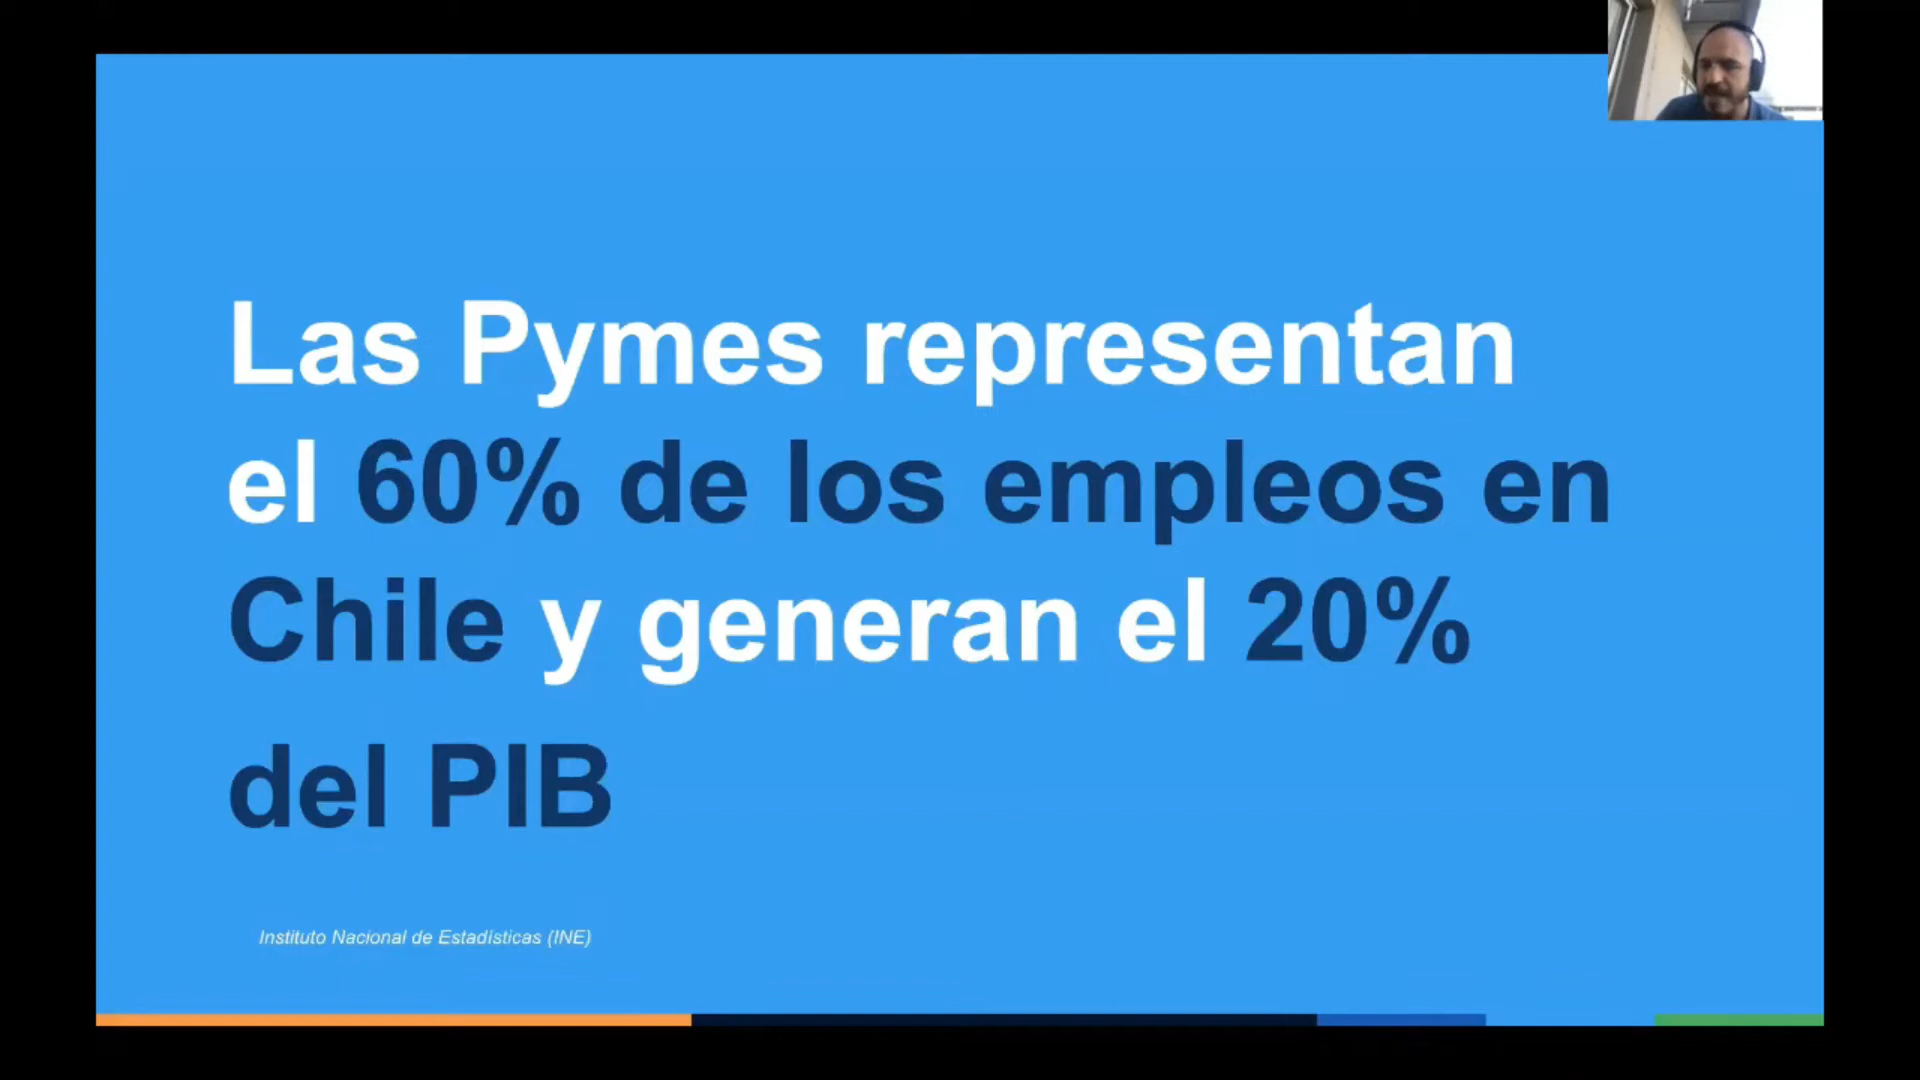 Las Pymes representan
el 60% de los empleos en
Chile y generan el 20%
del PIB
Instituto Nacional de Estadísticas (INE)